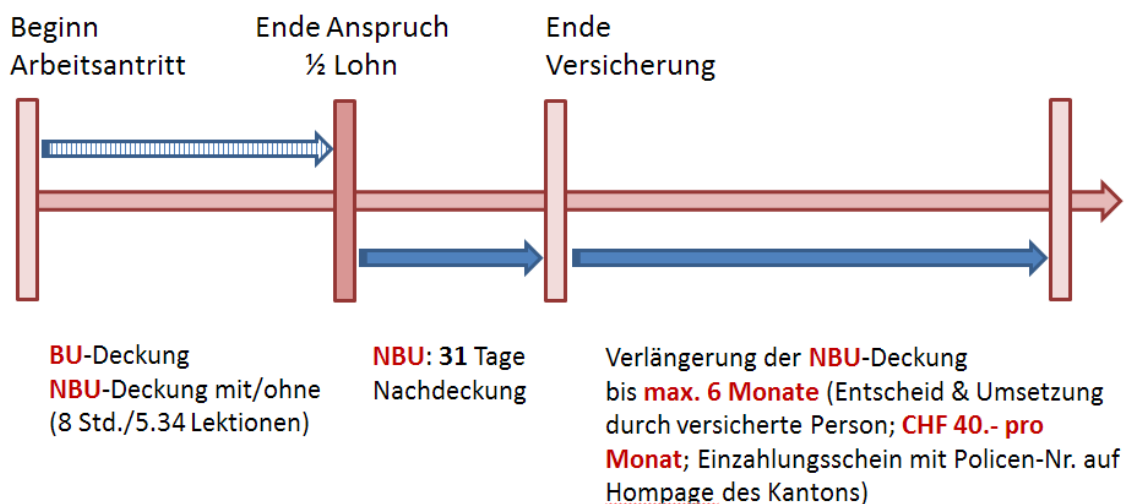 Beginn
Arbeitsantritt
Ende Anspruch
½ Lohn
Ende
Versicherung
BU-Deckung
NBU-Deckung mit/ohne
(8 Std./5.34 Lektionen)
NBU: 31 Tage
Nachdeckung
Verlängerung der NBU-Deckung
bis max. 6 Monate (Entscheid & Umsetzung
durch versicherte Person; CHF 40.- pro
Monat; Einzahlungsschein mit Policen-Nr. auf
Hompage des Kantons)